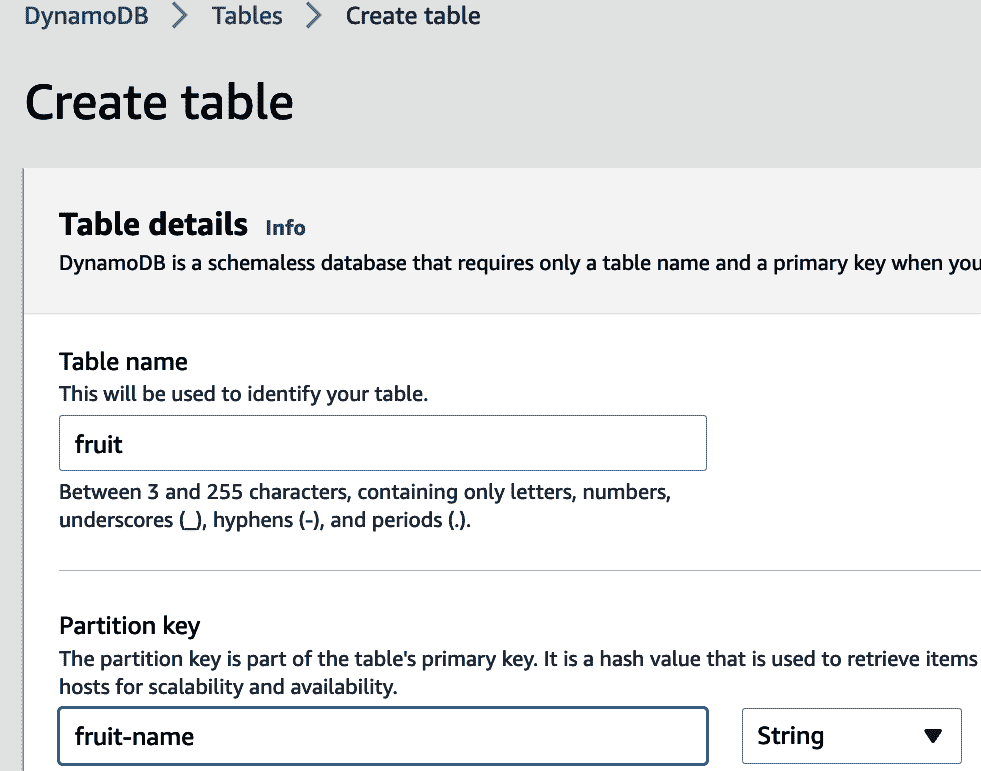 DynamoDB > Tables > Create table
Create table
Table details Info
DynamoDB is a schemaless database that requires only a table name and a primary key when you
Table name
This will be used to identify your table.
fruit
Between 3 and 255 characters, containing only letters, numbers,
underscores (_), hyphens (-), and periods (.).
Partition key
The partition key is part of the table's primary key. It is a hash value that is used to retrieve items
hosts for scalability and availability.
fruit-name String